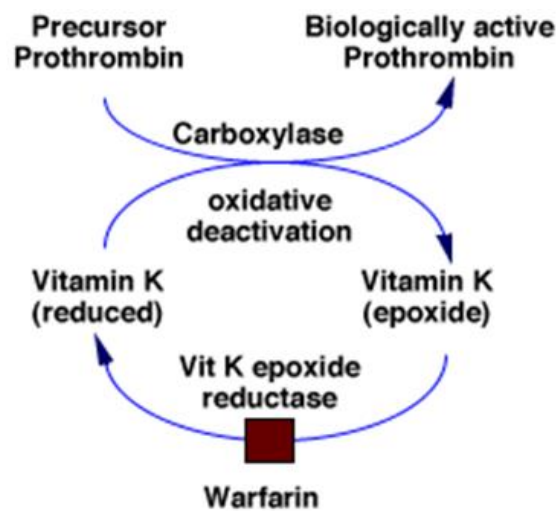 Precursor
Prothrombin
Biologically active
Prothrombin
Carboxylase
oxidative
deactivation
Vitamin K
(reduced)
Vitamin K
(epoxide)
Vit K epoxide
reductase
Warfarin